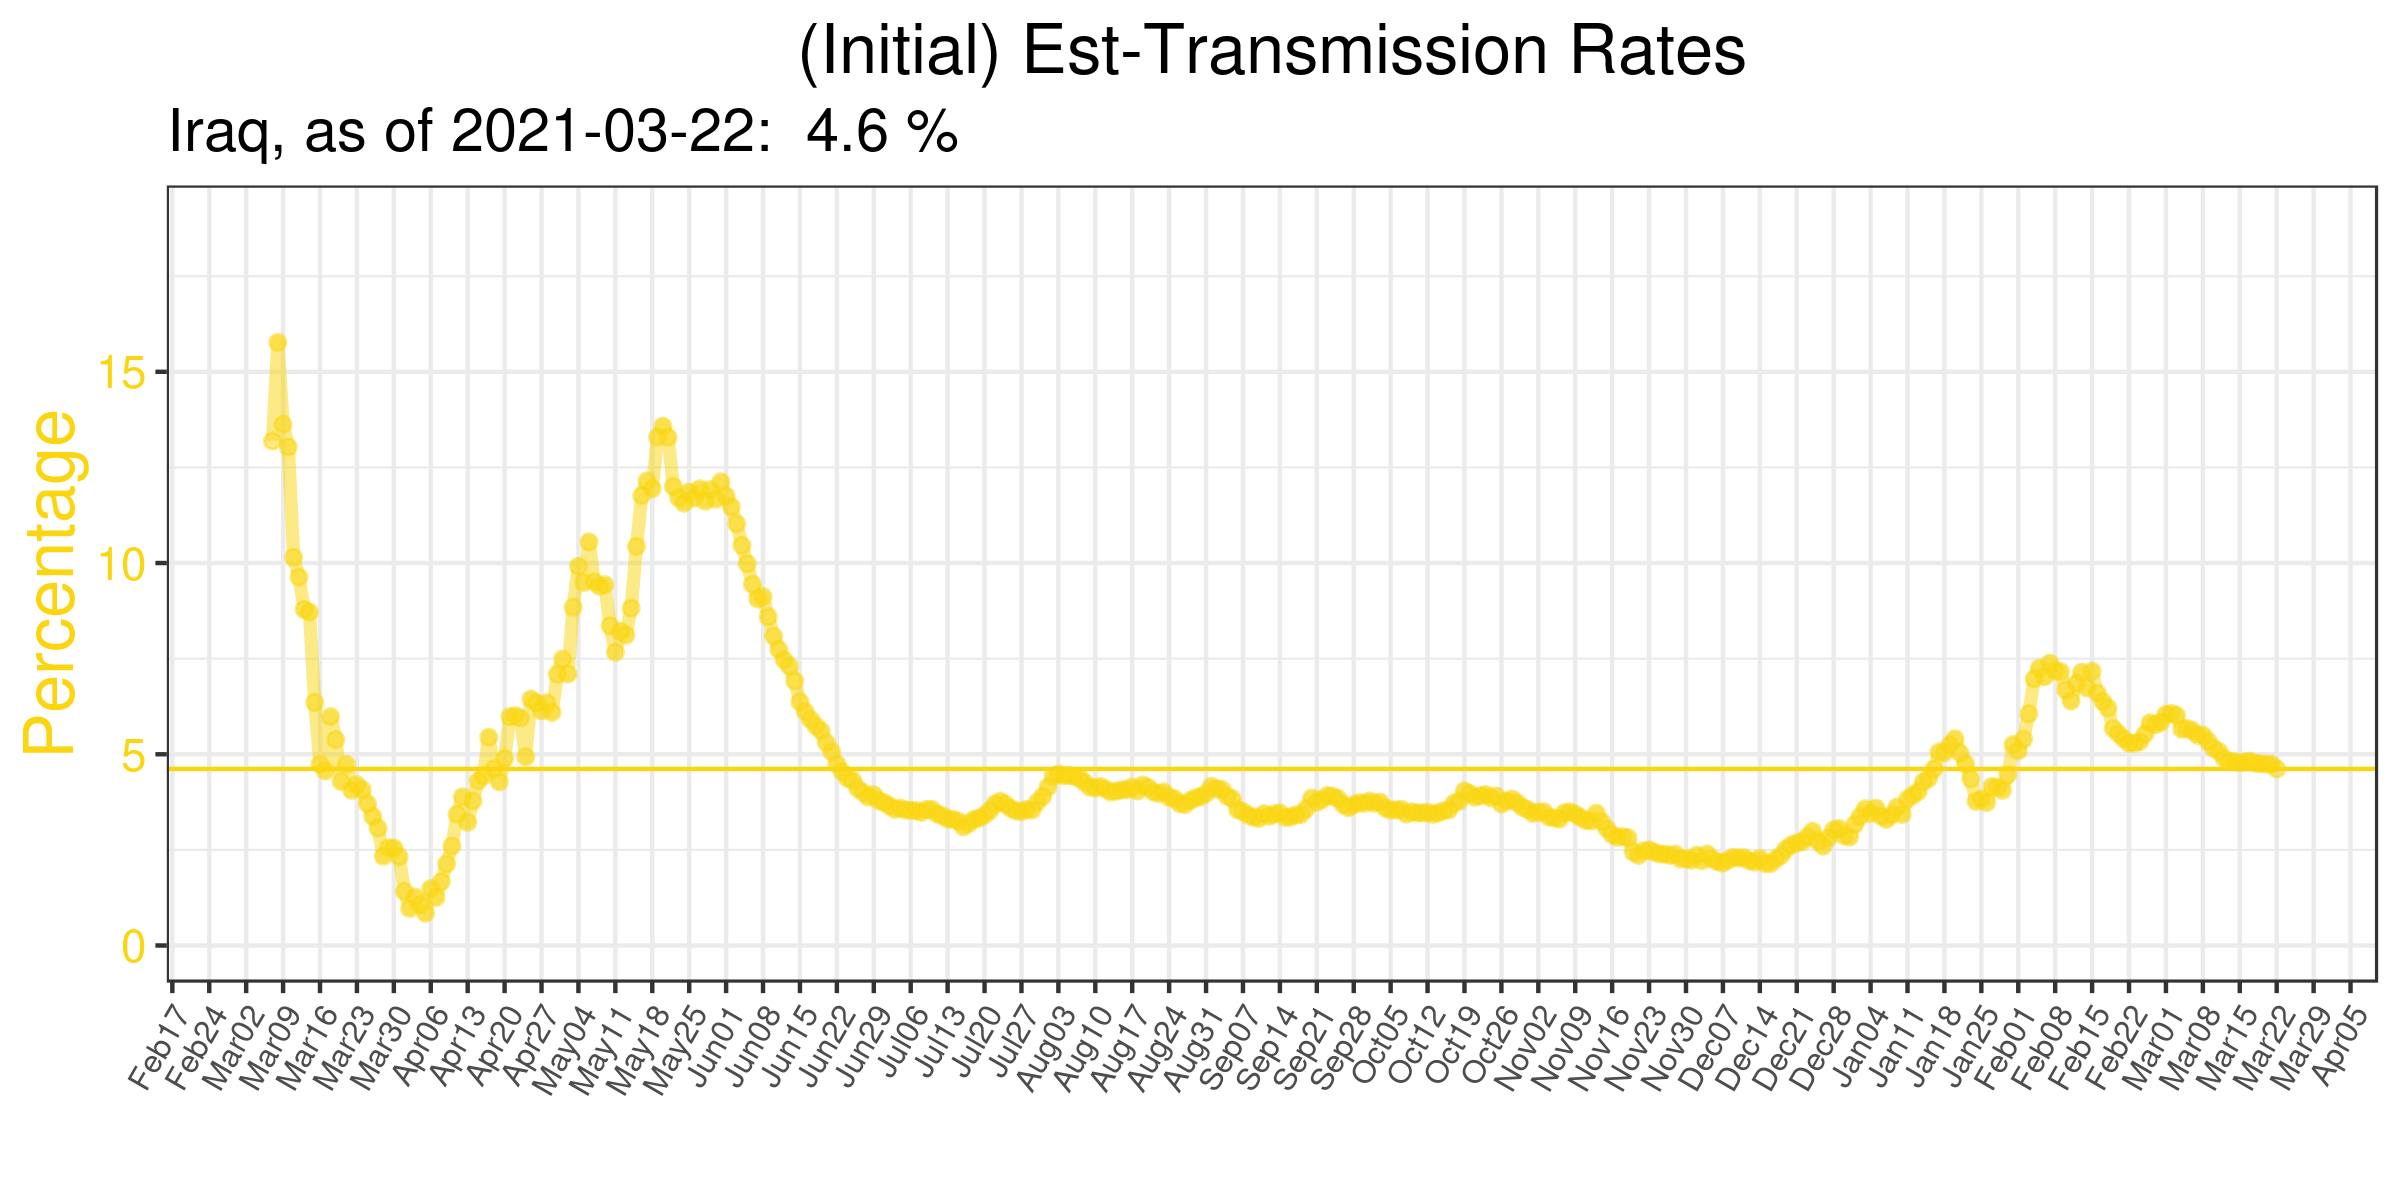 (Initial) Est-Transmission Rates
Iraq, as of 2021-03-22:  4.6 %
Percentage
15
10
5
0
Feb17
Feb24
Mar02
Mar09
Mar16
Mar23
Mar30
Apr06
Apr13
Apr20
Apr27
May04
May11
May18
May25
Jun01
Jun08
Jun15
Jun22
Jun29
Jul06
Jul13
Jul20
Jul27
Aug03
Aug10
Aug17
Aug24
Aug31
Sep07
Sep14
Sep21
Sep28
Oct05
Oct12
Oct19
Oct26
Nov02
Nov09
Nov16
Nov23
Nov30
Dec07
Dec14
Dec21
Dec28
Jan04
Jan11
Jan18
Jan25
Feb01
Feb08
Feb15
Feb22
Mar01
Mar08
Mar15
Mar22
Mar29
Apr05